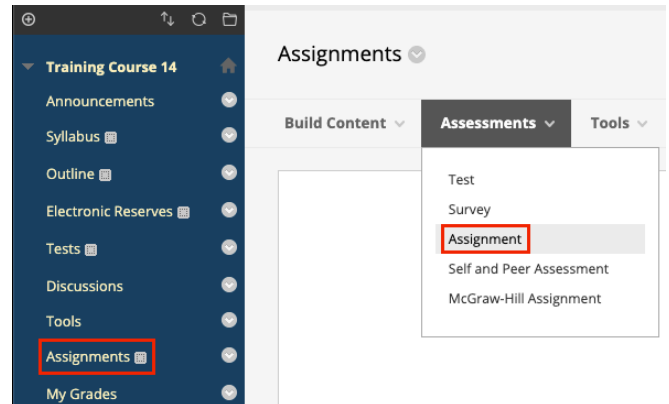 Training Course 14
Announcements
Syllabus
Outline
Electronic Reserves
Tests
Discussions
Tools
Assignments
My Grades
Assignments
Build Content
Assessments
Tools
Test
Survey
Assignment
Self and Peer Assessment
McGraw-Hill Assignment